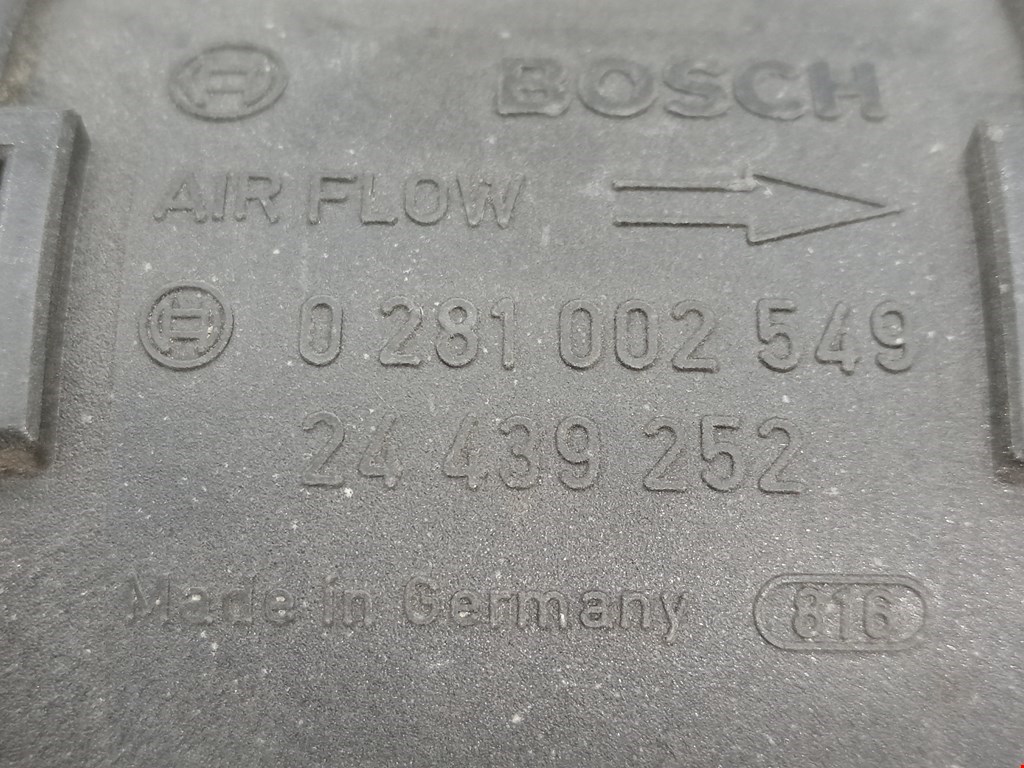 BOSCH
AIR FLOW
0 281 002 549
24 439 252
Made in Germany 816